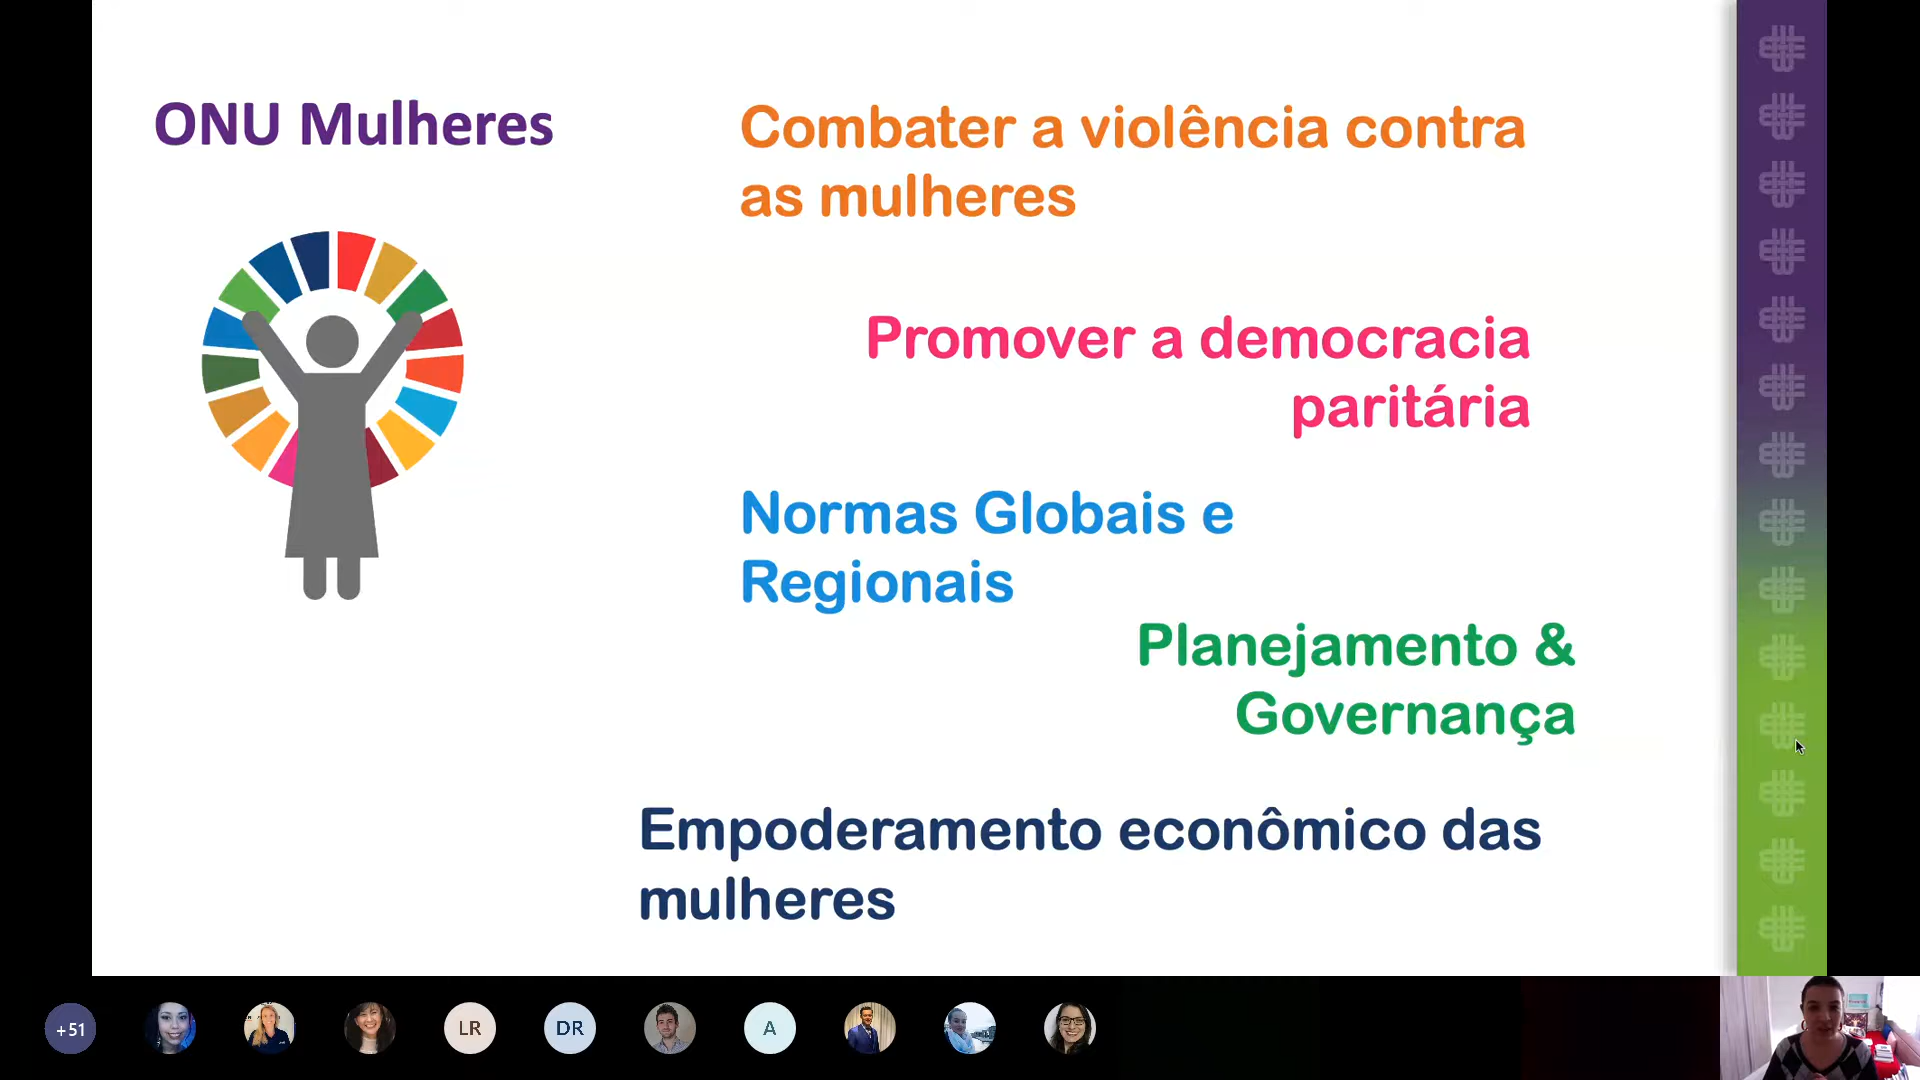 ONU Mulheres
Combater a violência contra
as mulheres
Promover a democracia
paritária
Normas Globais e
Regionais
Planejamento &
Governança
Empoderamento econômico das
mulheres
+51
LR
DR
A